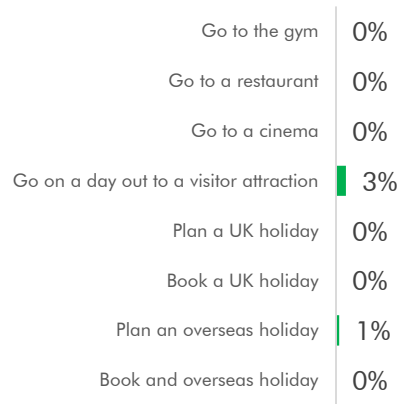 Go to the gym 0%
Go to a restaurant 0%
Go to a cinema 0%
Go on a day out to a visitor attraction 3%
Plan a UK holiday 0%
Book a UK holiday 0%
Plan an overseas holiday 1%
Book and overseas holiday 0%